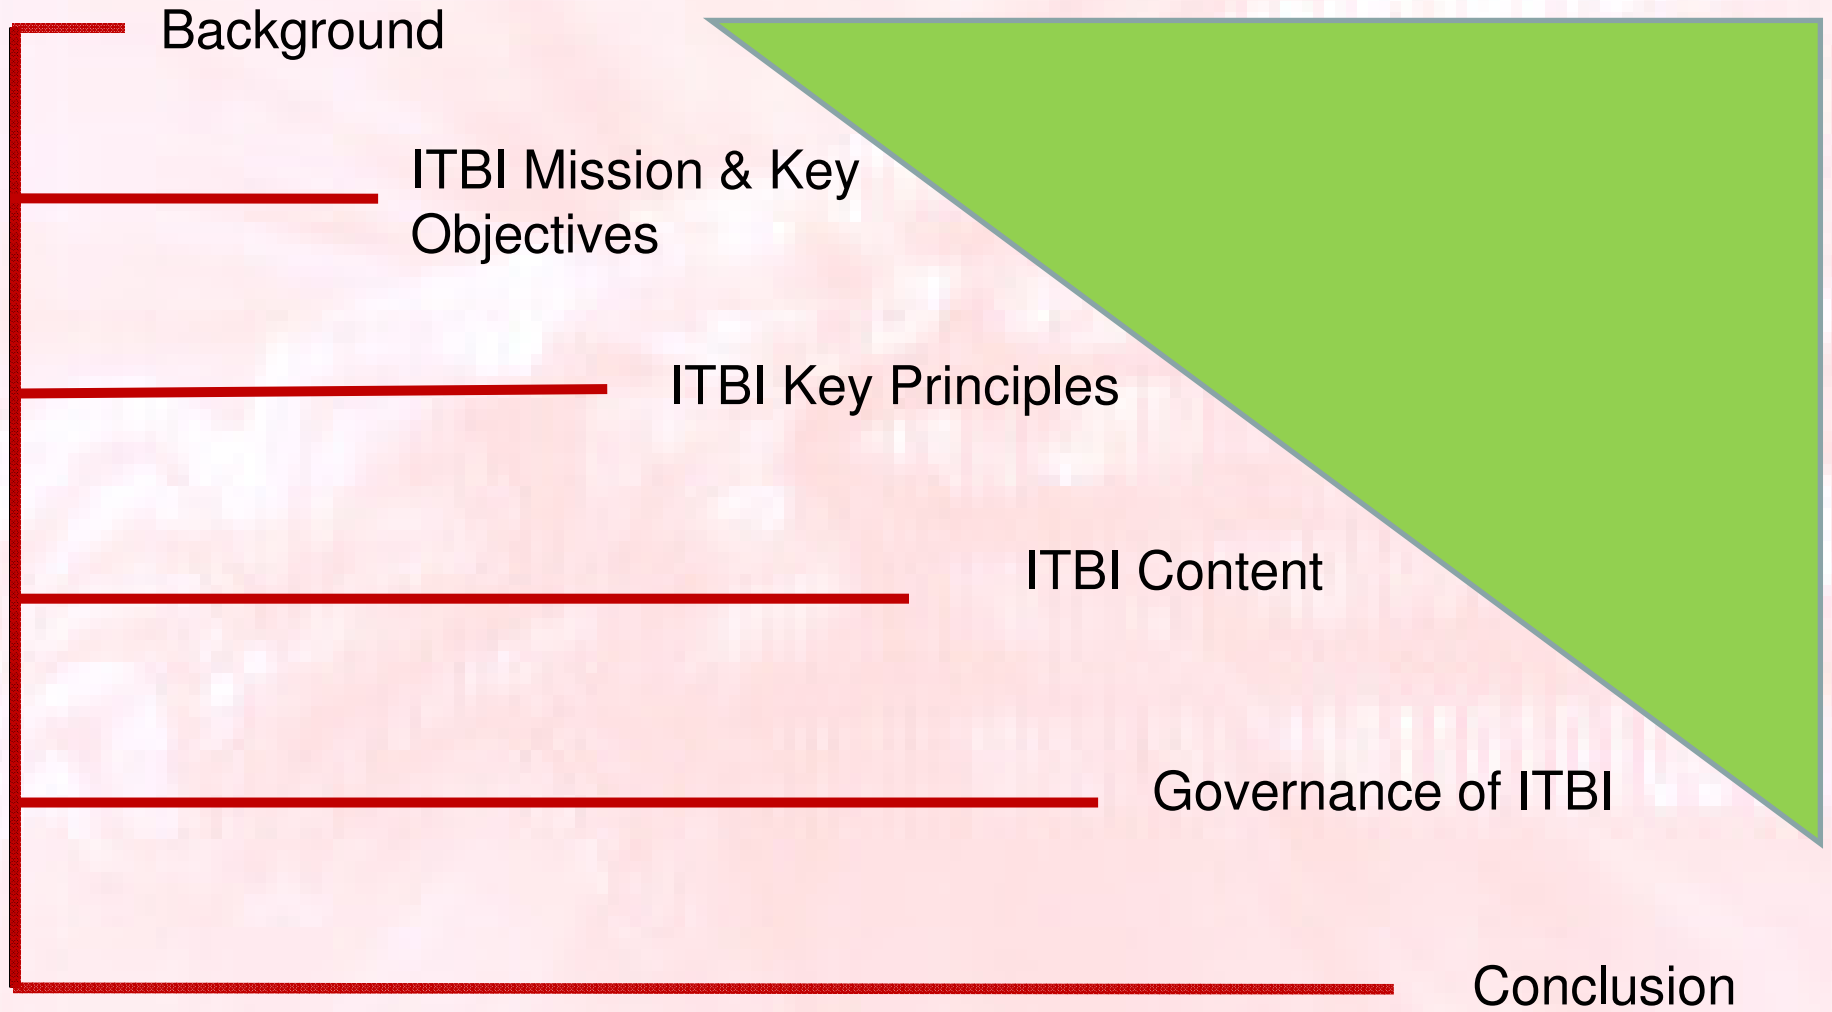 Background
ITBI Mission & Key
Objectives
ITBI Key Principles
ITBI Content
Governance of ITBI
Conclusion